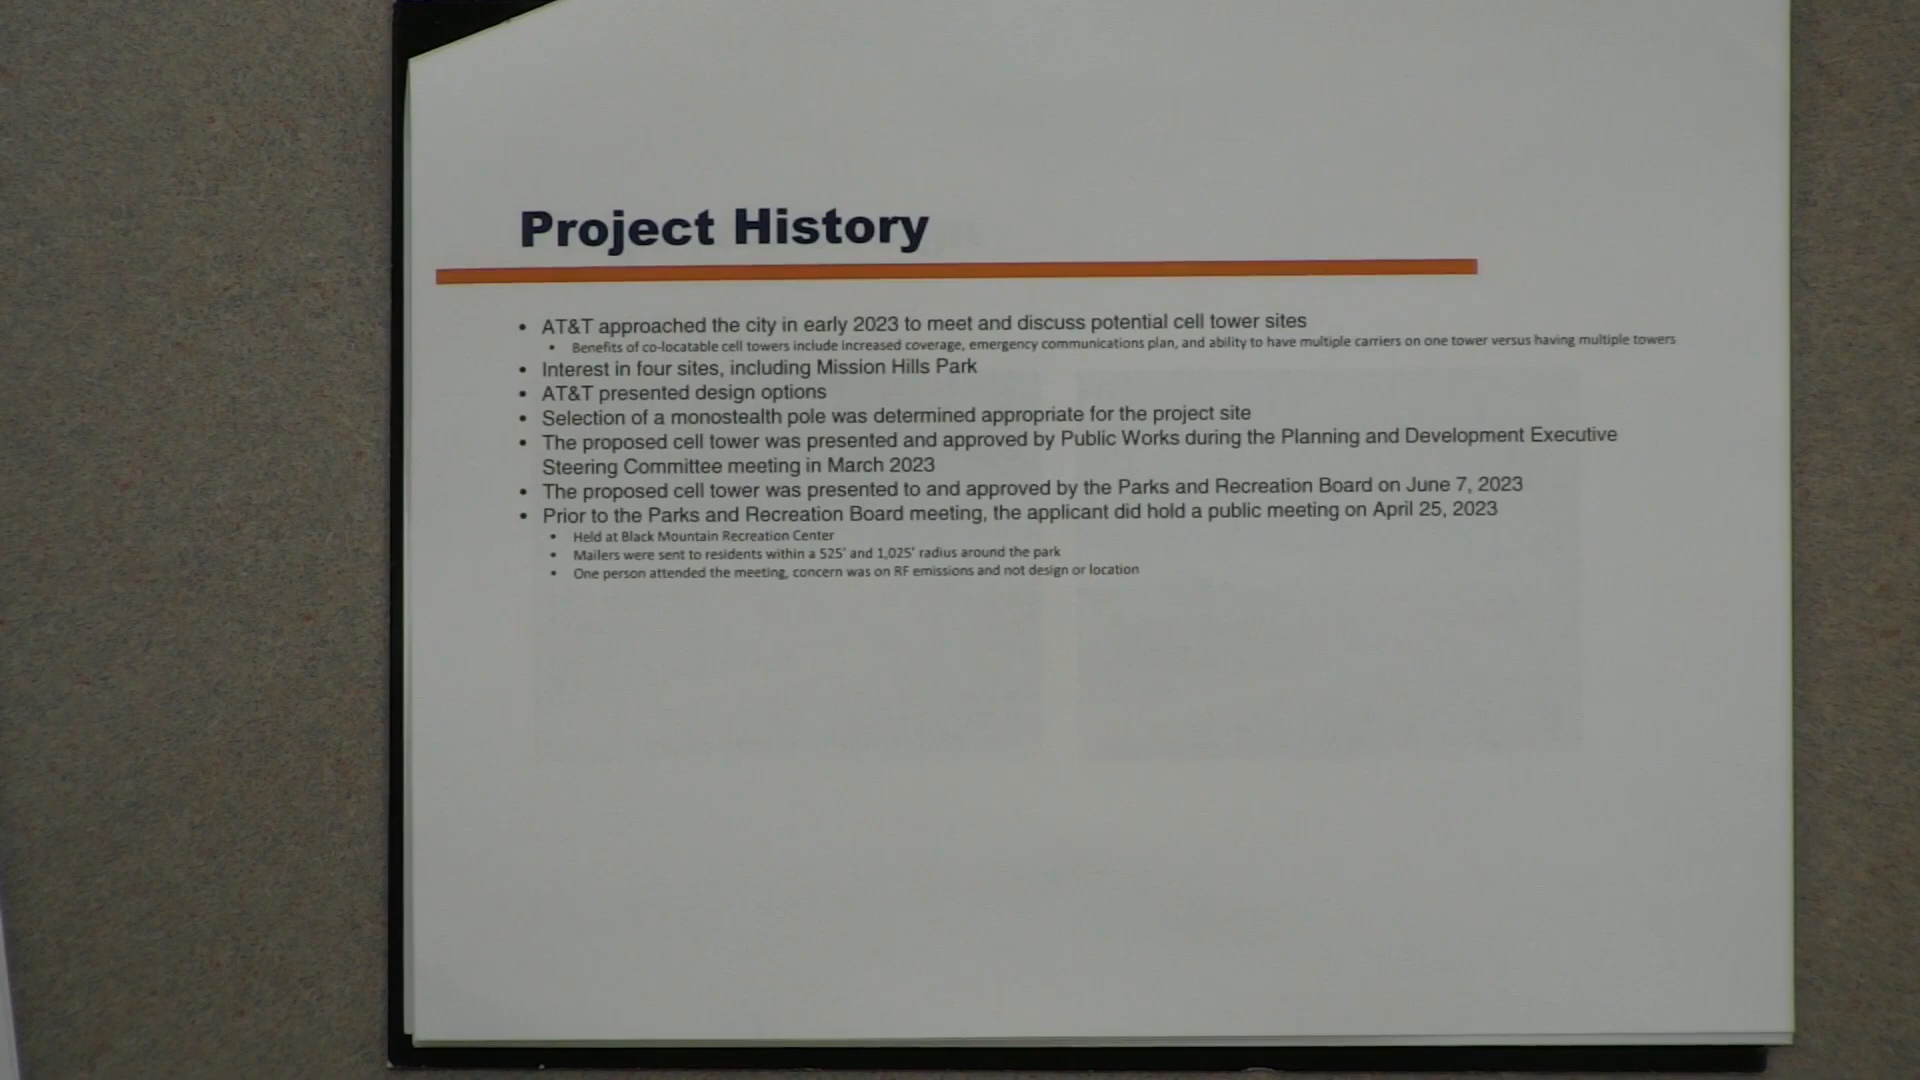 Project History
• AT&T approached the city in early 2023 to meet and discuss potential cell tower sites
• Benefits of co-locatable cell towers include increased coverage, emergency communications plan, and ability to have multiple carriers on one tower versus having multiple towers
• Interest in four sites, including Mission Hills Park
• AT&T presented design options
• Selection of a monostealth pole was determined appropriate for the project site
• The proposed cell tower was presented and approved by Public Works during the Planning and Development Executive
Steering Committee meeting in March 2023
• The proposed cell tower was presented to and approved by the Parks and Recreation Board on June 7, 2023
• Prior to the Parks and Recreation Board meeting, the applicant did hold a public meeting on April 25, 2023
• Held at Black Mountain Recreation Center
• Mailers were sent to residents within a 525' and 1,025' radius around the park
• One person attended the meeting, concern was on RF emissions and not design or location